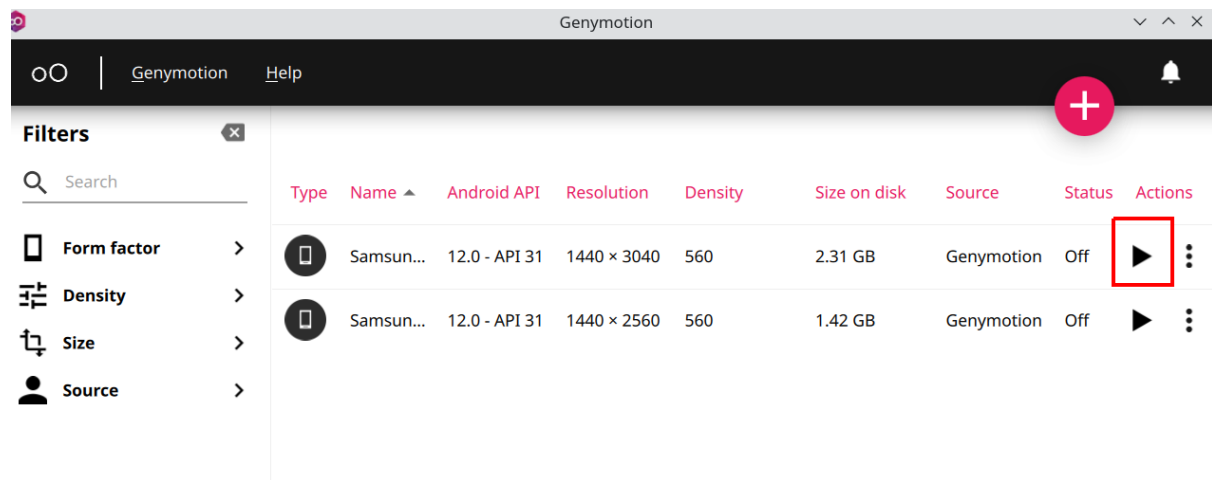 Genymotion
Genymotion Help
Filters
Search
Type Name Android API Resolution Density Size on disk Source Status Actions
Form factor
Samsun... 12.0 - API 31 1440 × 3040 560 2.31 GB Genymotion Off
Density
Samsun... 12.0 - API 31 1440 × 2560 560 1.42 GB Genymotion Off
Size
Source